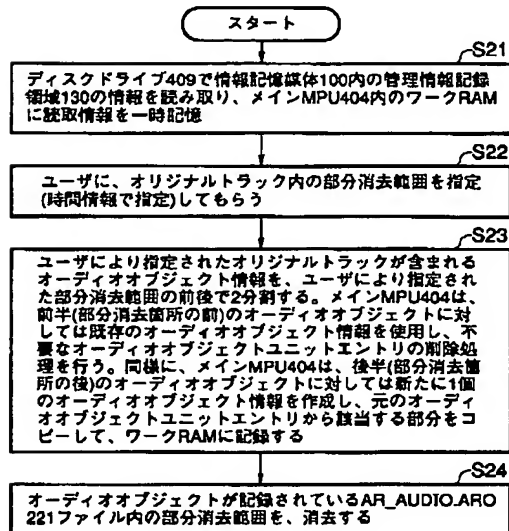 スタート
S21
ディスクドライブ409で情報記憶媒体100内の管理情報記録
領域130の情報を読み取り、メインMPU404内のワークRAM
に読取情報を一時記憶
S22
ユーザに、オリジナルトラック内の部分消去範囲を指定
(時間情報で指定)してもらう
S23
ユーザにより指定されたオリジナルトラックが含まれる
オーディオオブジェクト情報を、ユーザにより指定され
た部分消去範囲の前後で2分割する。メインMPU404は、
前半(部分消去箇所の前)のオーディオオブジェクトに対
しては既存のオーディオオブジェクト情報を使用し、不
要なオーディオオブジェクトユニットエントリの削除処
理を行う。同様に、メインMPU404は、後半(部分消去箇
所の後)のオーディオオブジェクトに対しては新たに1個
のオーディオオブジェクト情報を作成し、元のオーディ
オオブジェクトユニットエントリから該当する部分をコ
ピーして、ワークRAMに記録する
S24
オーディオオブジェクトが記録されているAR_AUDIO.ARO
221ファイル内の部分消去範囲を、消去する